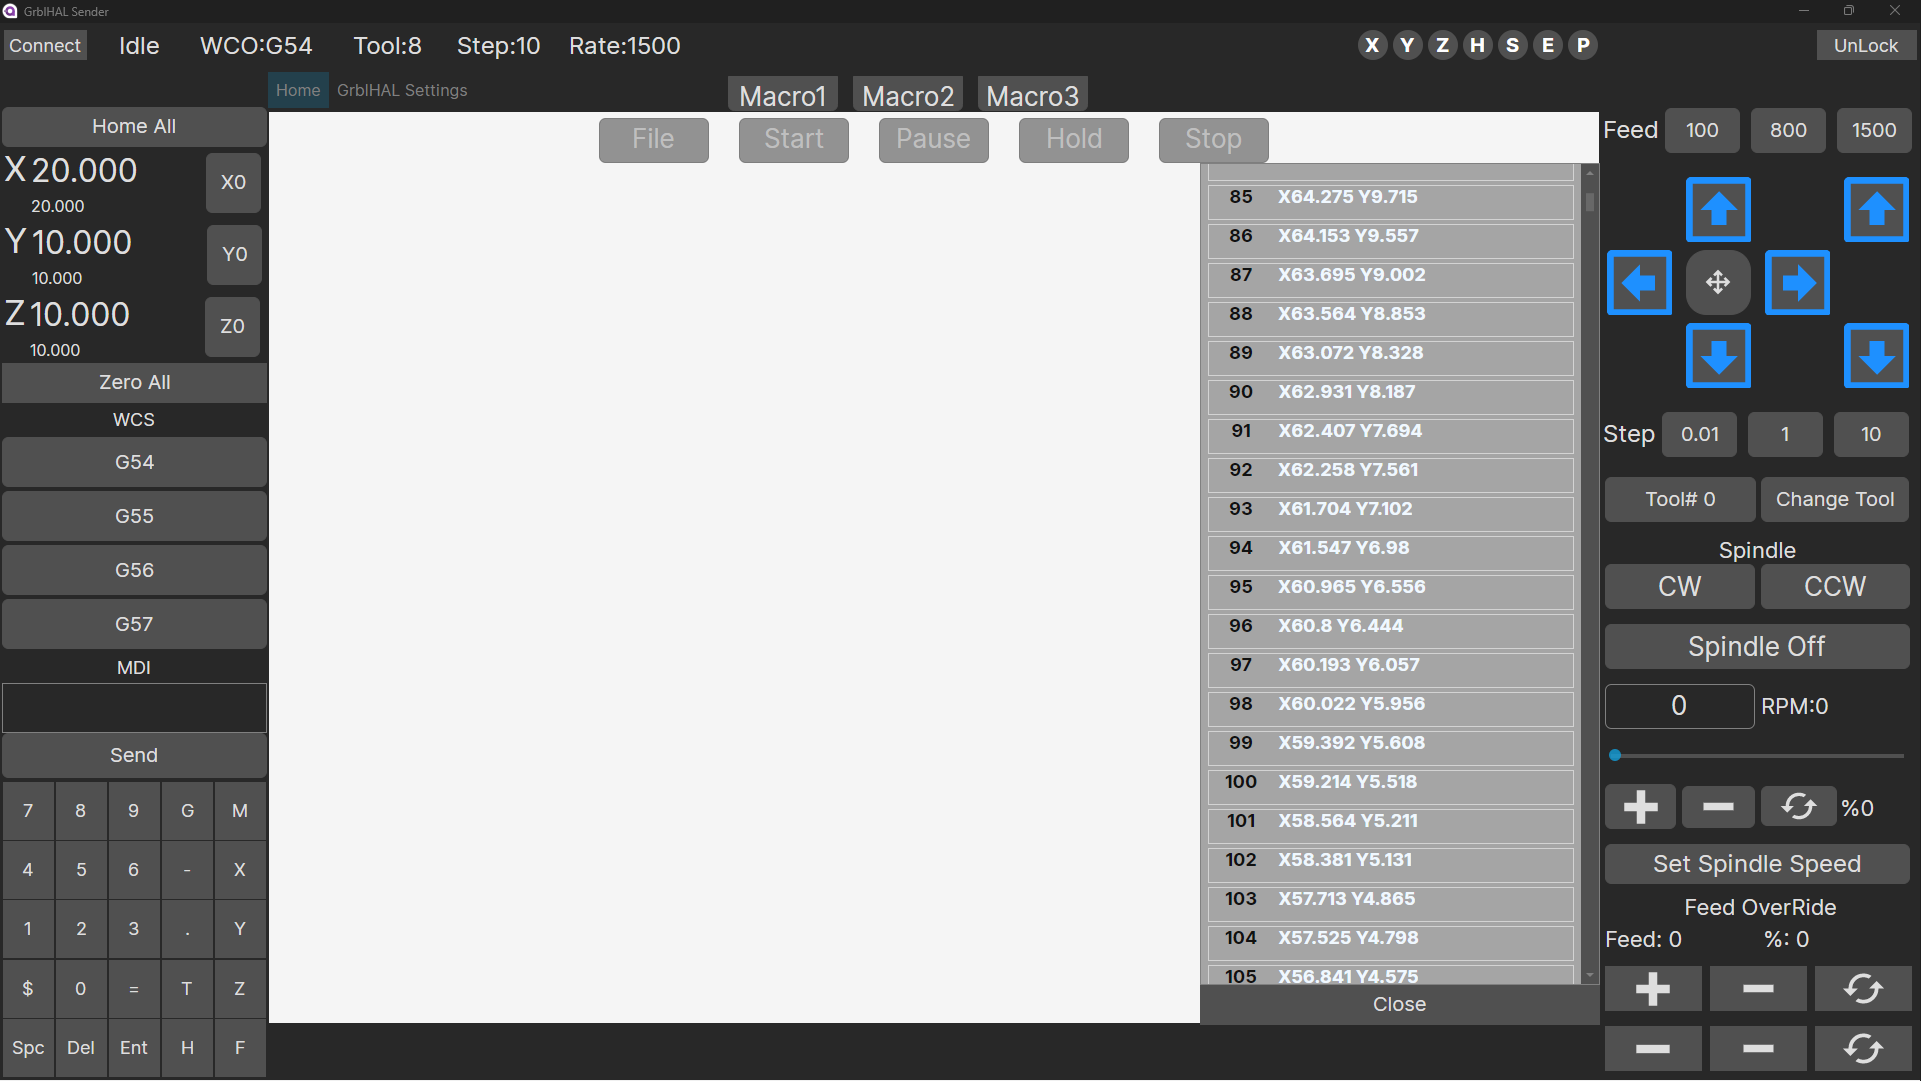 GrblHAL Sender
Connect Idle WCO:G54 Tool:8 Step:10 Rate:1500 X Y Z H S E P UnLock
Home GrblHAL Settings Macro1 Macro2 Macro3
Home All
X 20.000 X0
20.000
Y 10.000 Y0
10.000
Z 10.000 Z0
10.000
Zero All
WCS
G54
G55
G56
G57
MDI
Send
7 8 9 G M
4 5 6 - X
1 2 3 . Y
$ 0 = T Z
Spc Del Ent H F
File Start Pause Hold Stop
85 X64.275 Y9.715
86 X64.153 Y9.557
87 X63.695 Y9.002
88 X63.564 Y8.853
89 X63.072 Y8.328
90 X62.931 Y8.187
91 X62.407 Y7.694
92 X62.258 Y7.561
93 X61.704 Y7.102
94 X61.547 Y6.98
95 X60.965 Y6.556
96 X60.8 Y6.444
97 X60.193 Y6.057
98 X60.022 Y5.956
99 X59.392 Y5.608
100 X59.214 Y5.518
101 X58.564 Y5.211
102 X58.381 Y5.131
103 X57.713 Y4.865
104 X57.525 Y4.798
105 X56.841 Y4.575
Close
Feed 100 800 1500
Step 0.01 1 10
Tool# 0 Change Tool
Spindle
CW CCW
Spindle Off
0 RPM:0
%0
Set Spindle Speed
Feed OverRide
Feed: 0 %: 0